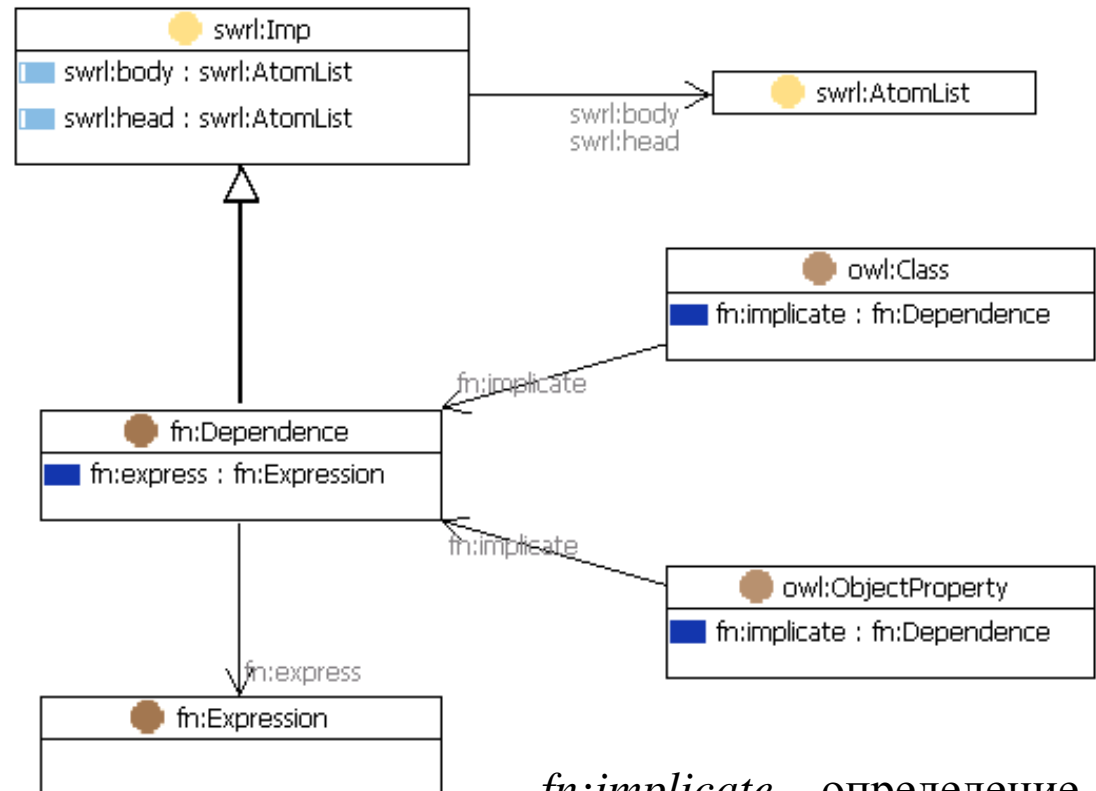 swrl:Imp
swrl:body : swrl:AtomList
swrl:head : swrl:AtomList
swrl:body
swrl:head
swrl:AtomList
owl:Class
fn:implicate : fn:Dependence
fn:implicate
fn:Dependence
fn:express : fn:Expression
fn:implicate
owl:ObjectProperty
fn:implicate : fn:Dependence
fn:express
fn:Expression
fn:implicate определение